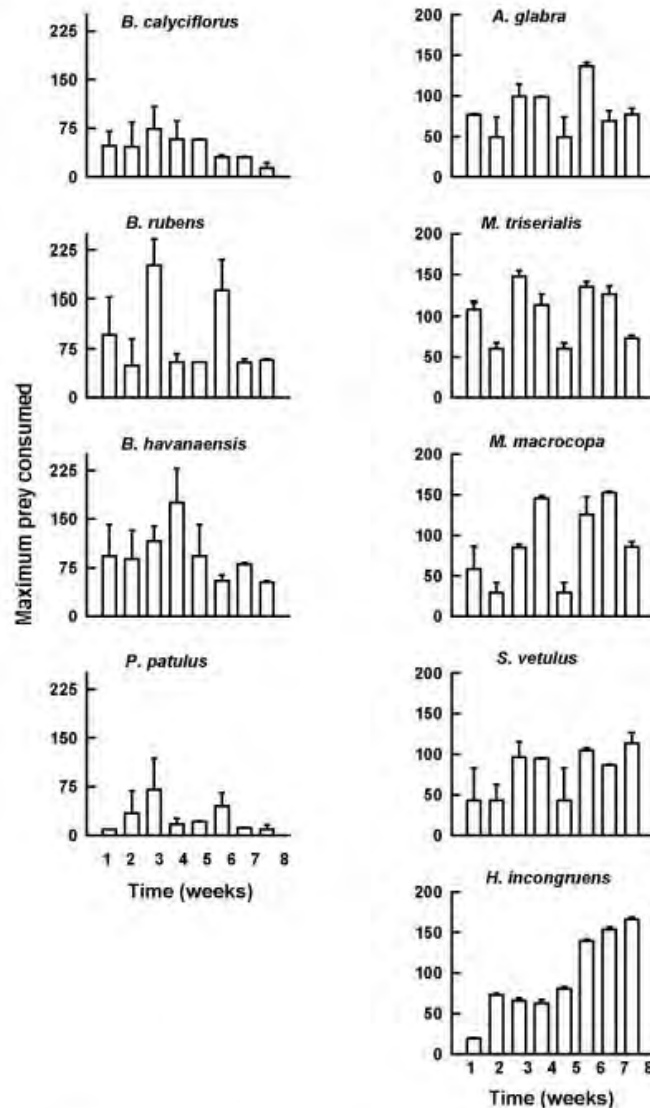 Maximum prey consumed
B. calyciflorus
225
150
75
0
B. rubens
225
150
75
0
B. havanaensis
225
150
75
0
P. patulus
225
150
75
0
1 2 3 4 5 6 7 8
Time (weeks)
A. glabra
200
150
100
50
0
M. triserialis
200
150
100
50
0
M. macrocopa
200
150
100
50
0
S. vetulus
200
150
100
50
0
H. incongruens
200
150
100
50
0
1 2 3 4 5 6 7 8
Time (weeks)